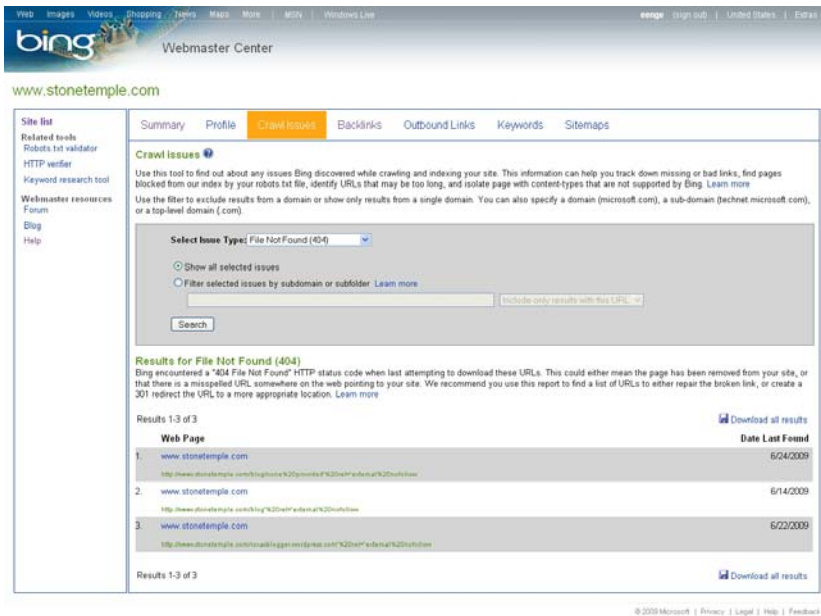 Web Images Videos Shopping News Maps More | MSN | Windows Live
eenge (sign out) | United States | Extras
bing
Webmaster Center
www.stonetemple.com
Site list
Related tools
Robots.txt validator
HTTP verifier
Keyword research tool
Webmaster resources
Forum
Blog
Help
Summary Profile Crawl Issues Backlinks Outbound Links Keywords Sitemaps
Crawl issues
Use this tool to find out about any issues Bing discovered while crawling and indexing your site. This information can help you track down missing or bad links, find pages
blocked from our index by your robots.txt file, identify URLs that may be too long, and isolate page with content-types that are not supported by Bing. Learn more
Use the filter to exclude results from a domain or show only results from a single domain. You can also specify a domain (microsoft.com), a sub-domain (technet.microsoft.com),
or a top-level domain (.com).
Select Issue Type: File Not Found (404)
Show all selected issues
Filter selected issues by subdomain or subfolder Learn more
Include only results with this URL
Search
Results for File Not Found (404)
Bing encountered a "404 File Not Found" HTTP status code when last attempting to download these URLs. This could either mean the page has been removed from your site, or
that there is a misspelled URL somewhere on the web pointing to your site. We recommend you use this report to find a list of URLs to either repair the broken link, or create a
301 redirect the URL to a more appropriate location. Learn more
Results 1-3 of 3
Download all results
Web Page Date Last Found
1. www.stonetemple.com 6/24/2009
2. www.stonetemple.com 6/14/2009
3. www.stonetemple.com 6/22/2009
Results 1-3 of 3
Download all results
© 2009 Microsoft | Privacy | Legal | Help | Feedback